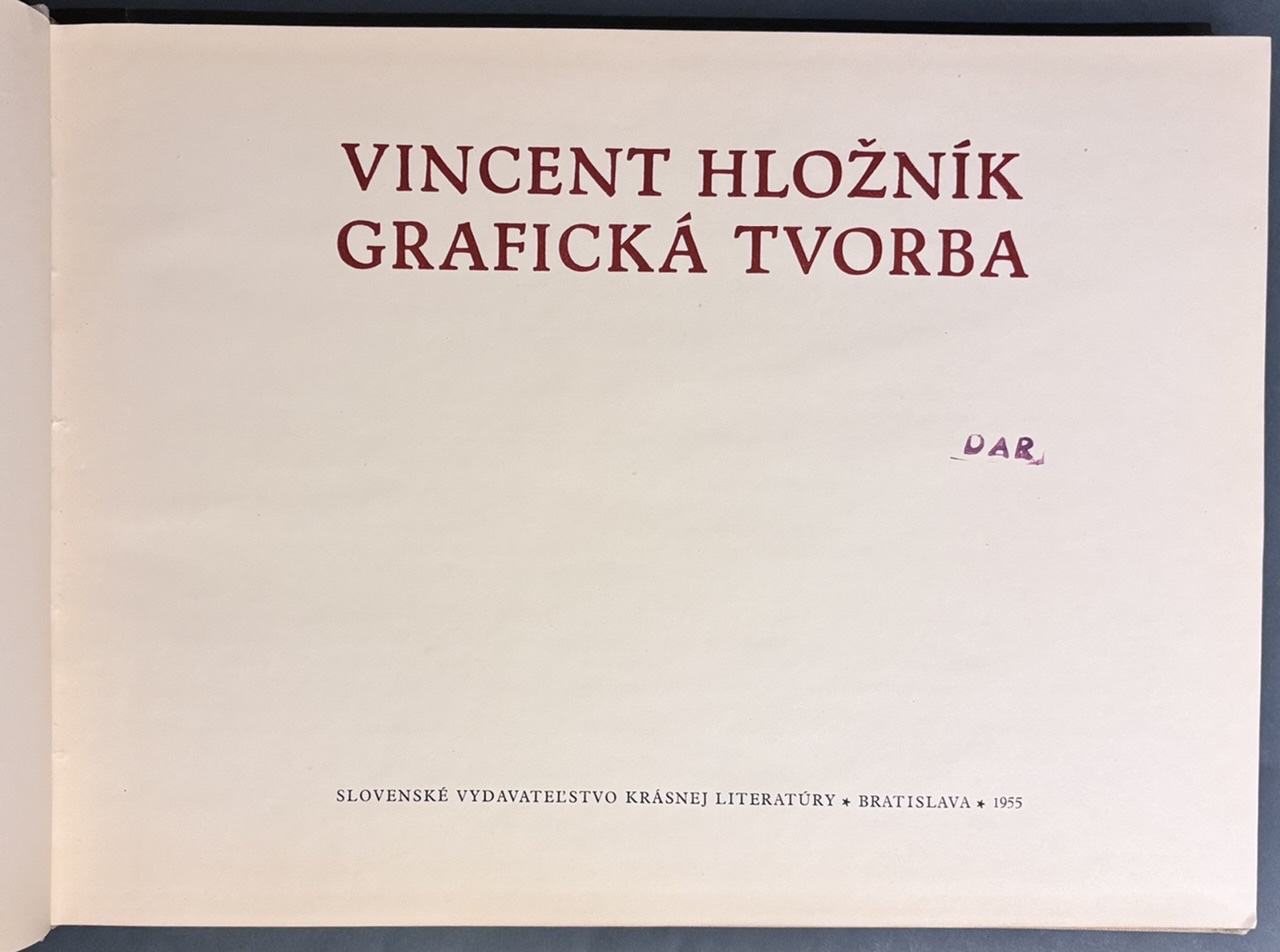 VINCENT HLOŽNÍK
GRAFICKÁ TVORBA
DAR
SLOVENSKÉ VYDAVATEĽSTVO KRÁSNEJ LITERATÚRY ★ BRATISLAVA ★ 1955